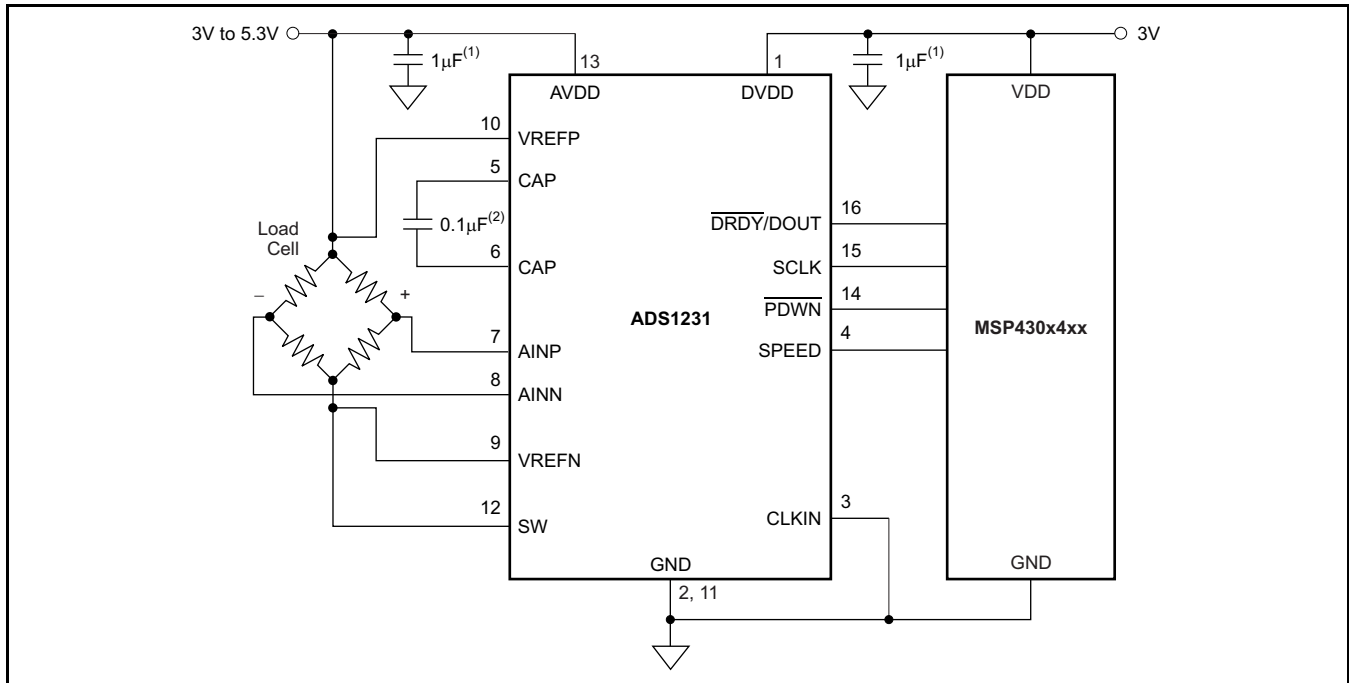 3V to 5.3V
1μF(1)
13
1
1μF(1)
3V
AVDD
DVDD
VDD
10
VREFP
5
CAP
0.1μF(2)
6
CAP
Load
Cell
–
+
7
AINP
8
AINN
9
VREFN
12
SW
ADS1231
16
DRDY/DOUT
15
SCLK
14
PDWN
4
SPEED
MSP430x4xx
3
CLKIN
GND
2, 11
GND